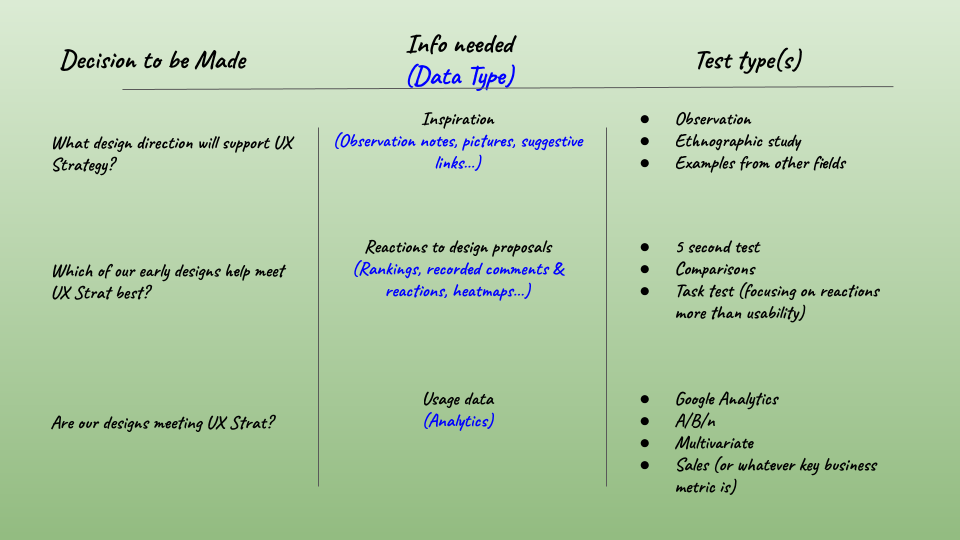 Decision to be Made
Info needed
(Data Type)
Test type(s)
What design direction will support UX
Strategy?
Inspiration
(Observation notes, pictures, suggestive
links...)
● Observation
● Ethnographic study
● Examples from other fields
Which of our early designs help meet
UX Strat best?
Reactions to design proposals
(Rankings, recorded comments &
reactions, heatmaps...)
● 5 second test
● Comparisons
● Task test (focusing on reactions
more than usability)
Are our designs meeting UX Strat?
Usage data
(Analytics)
● Google Analytics
● A/B/n
● Multivariate
● Sales (or whatever key business
metric is)